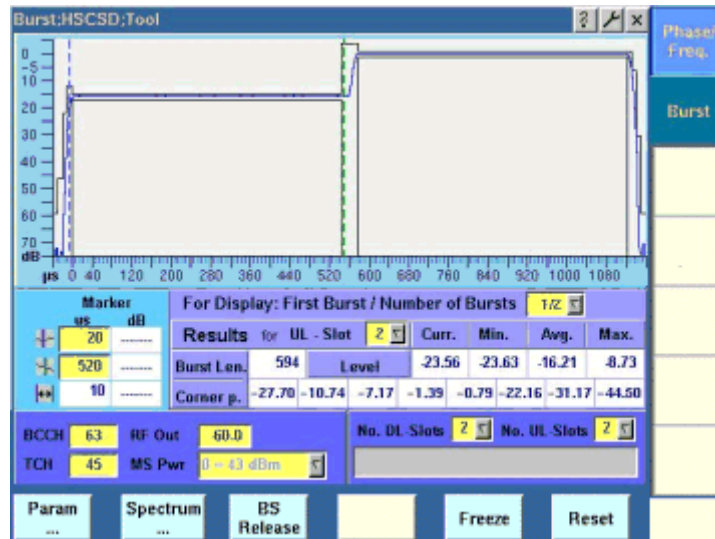 Burst;HSCSD;Tool ? x
Phase/
Freq.
Burst
0
-5
10
20
30
40
50
60
70
dB
µs 0 40 120 200 280 360 440 520 600 680 760 840 920 1000 1080
Marker
us dB
20 -------
520 -------
10 -------
For Display: First Burst / Number of Bursts 1/2
Results for UL - Slot 2 Curr. Min. Avg. Max.
Burst Len. 594 Level -23.56 -23.63 -16.21 -8.73
Corner p. -27.70 -10.74 -7.17 -1.39 -0.79 -22.16 -31.17 -44.50
BCCH 63 RF Out -60.0
TCH 45 MS Pwr 0 = 43 dBm
No. DL-Slots 2 No. UL-Slots 2
Param
...
Spectrum
...
BS
Release
Freeze
Reset